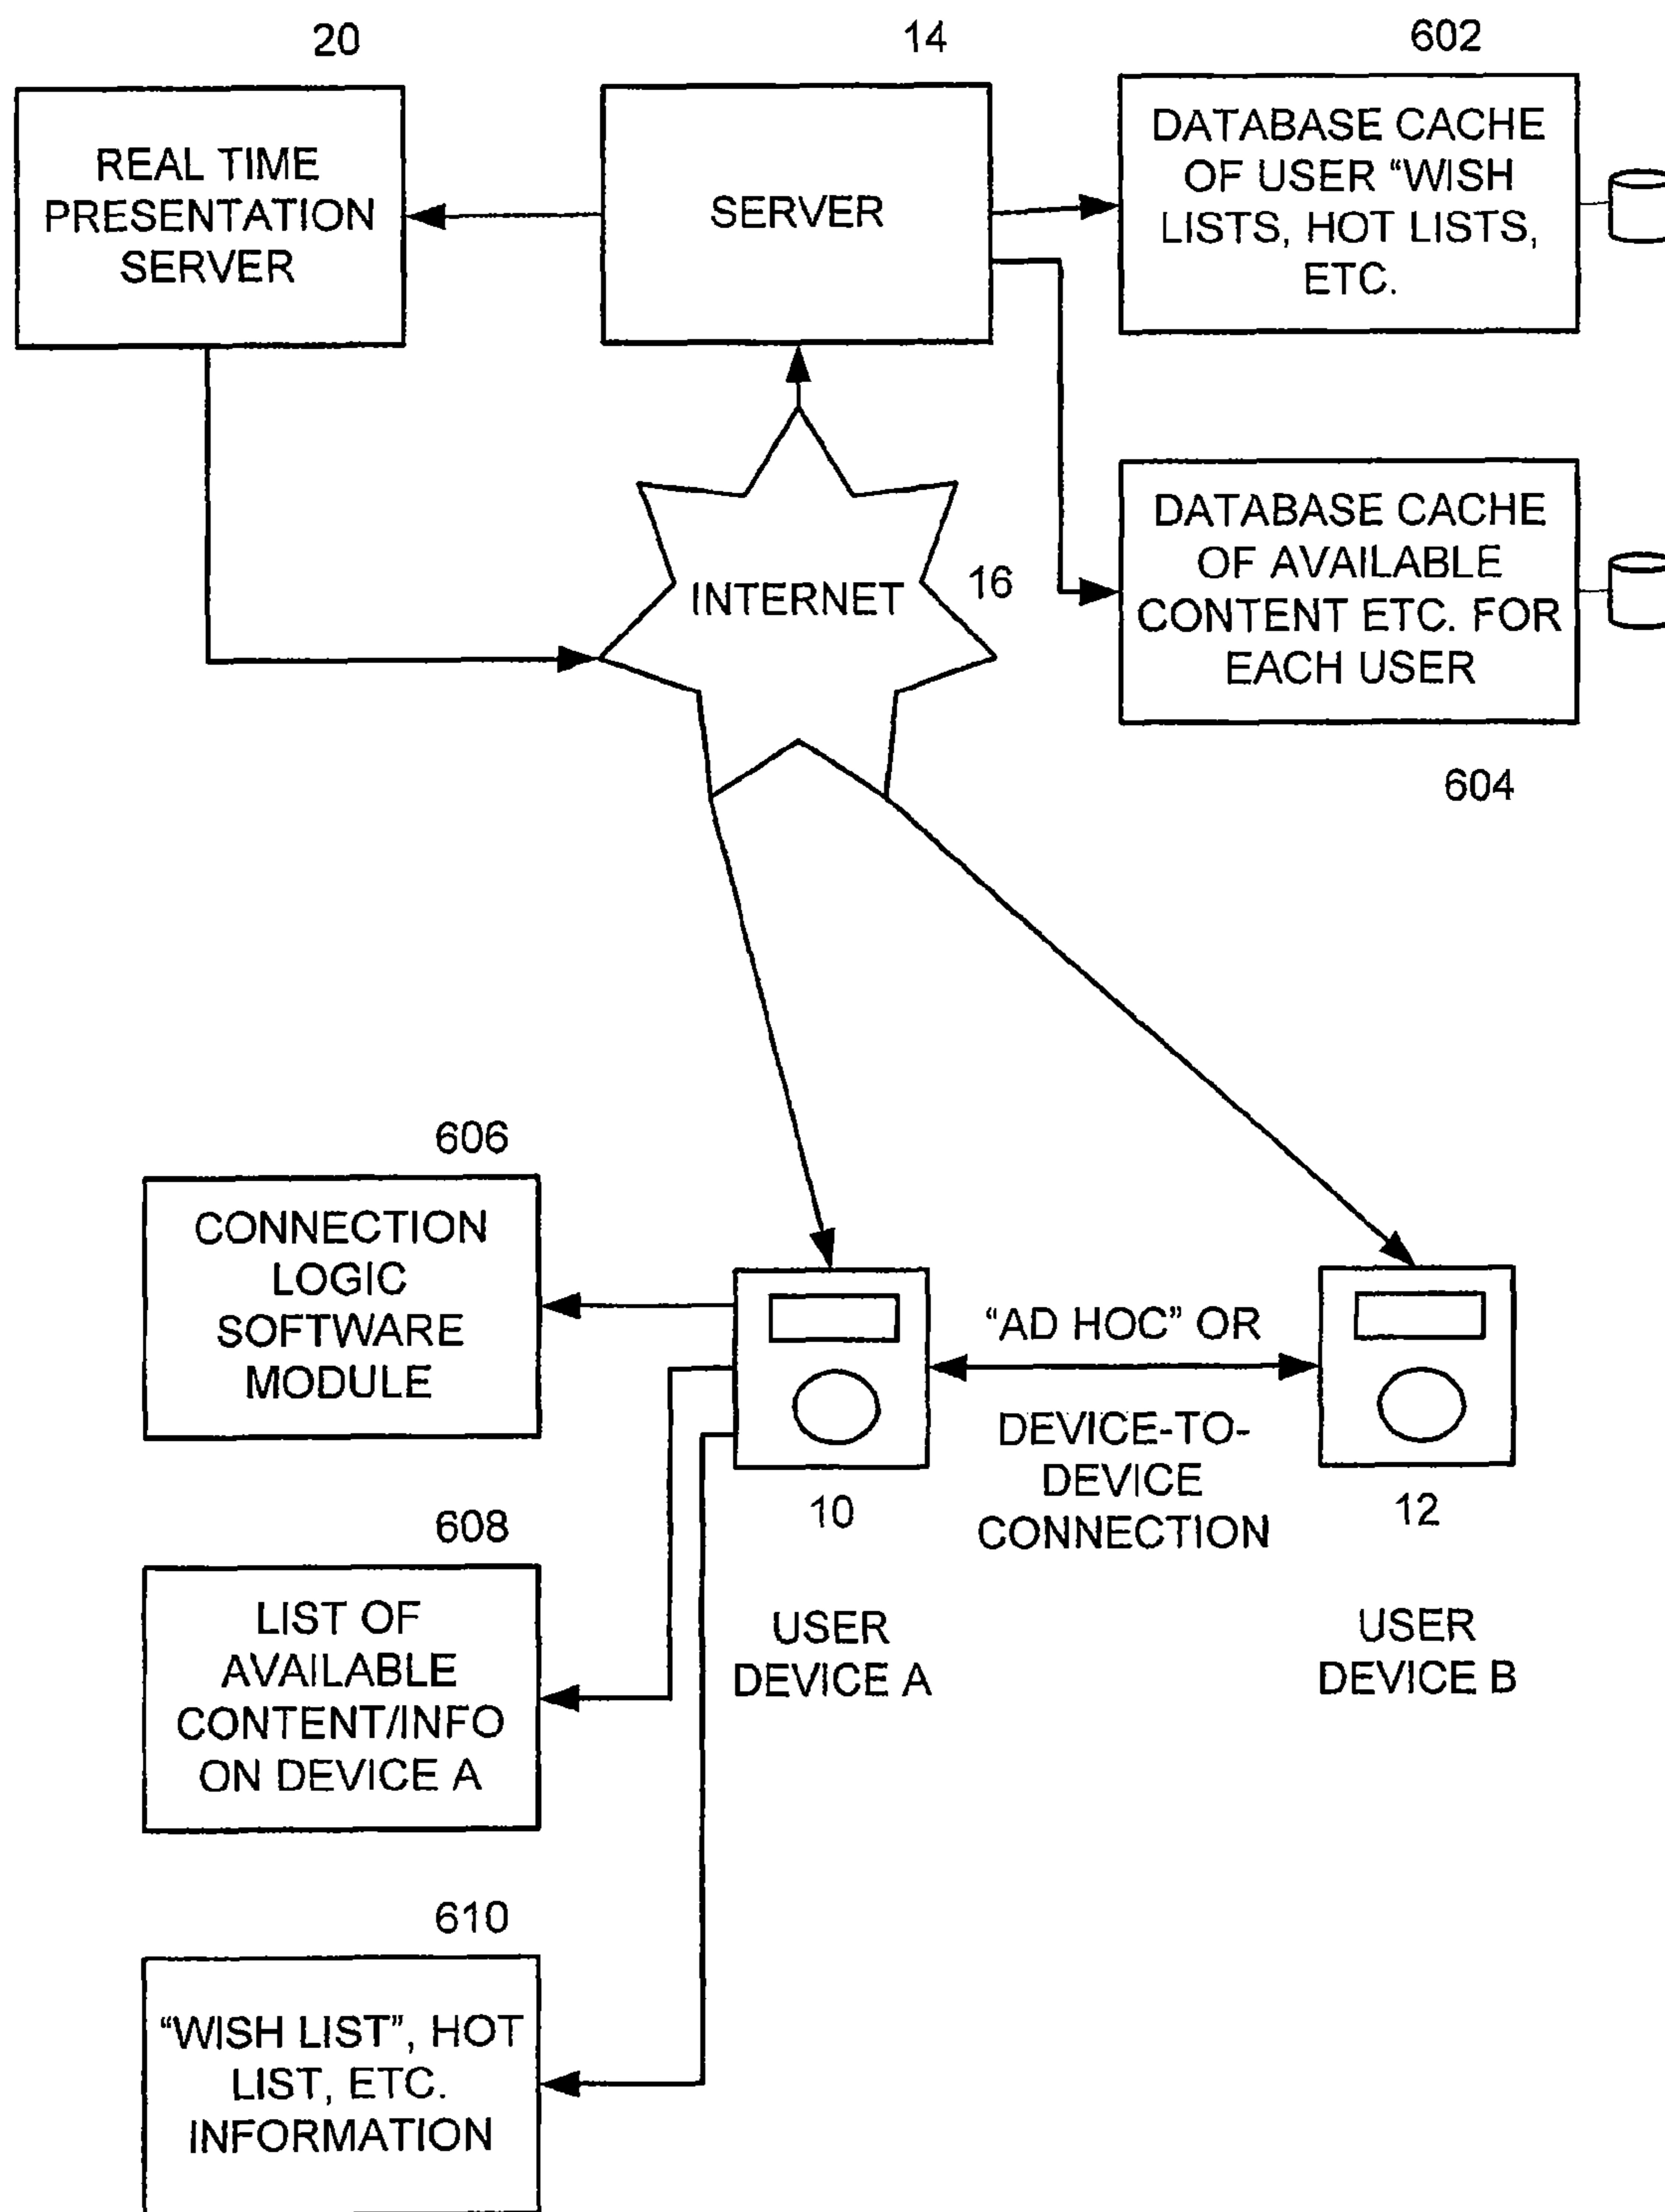 20
14
602
REAL TIME
PRESENTATION
SERVER
SERVER
DATABASE CACHE
OF USER “WISH
LISTS, HOT LISTS,
ETC.
INTERNET
16
DATABASE CACHE
OF AVAILABLE
CONTENT ETC. FOR
EACH USER
604
606
CONNECTION
LOGIC
SOFTWARE
MODULE
“AD HOC” OR
DEVICE-TO-
DEVICE
CONNECTION
10
12
USER
DEVICE A
USER
DEVICE B
608
LIST OF
AVAILABLE
CONTENT/INFO
ON DEVICE A
610
“WISH LIST”, HOT
LIST, ETC.
INFORMATION